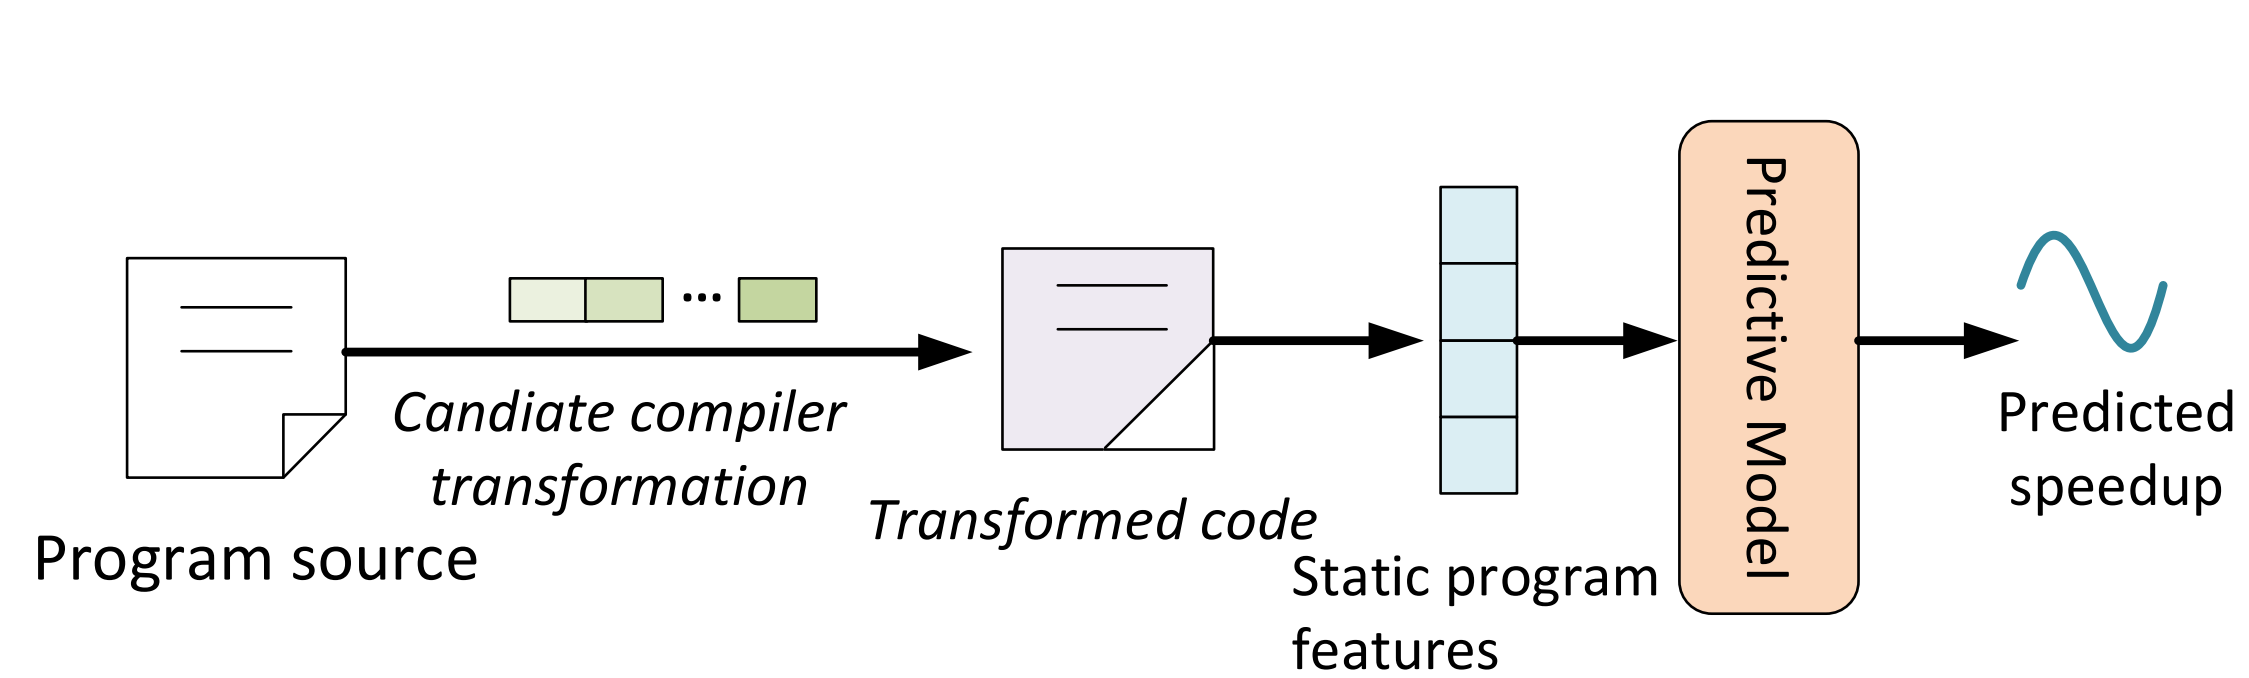 Program source
Candiate compiler
transformation
...
Transformed code
Static program
features
Predictive Model
Predicted
speedup